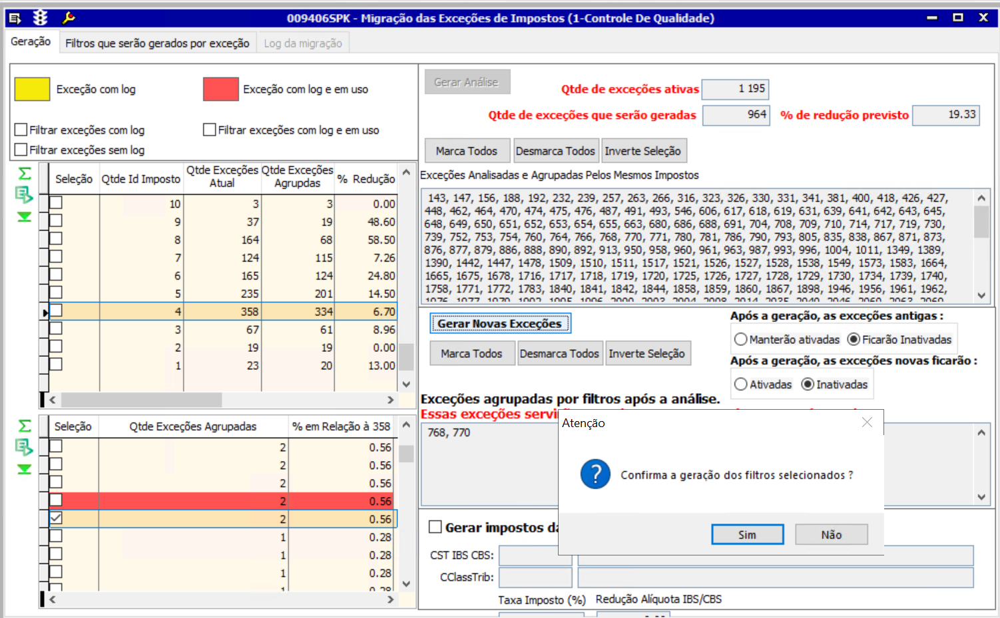 009406SPK - Migração das Exceções de Impostos (1-Controle De Qualidade)
Geração
Filtros que serão gerados por exceção
Log da migração
Exceção com log
Exceção com log e em uso
Filtrar exceções com log
Filtrar exceções com log e em uso
Filtrar exceções sem log
Gerar Análise
Qtde de exceções ativas 1 195
Qtde de exceções que serão geradas 964 % de redução previsto 19.33
Marca Todos Desmarca Todos Inverte Seleção
Exceções Analisadas e Agrupadas Pelos Mesmos Impostos
143, 147, 156, 188, 192, 232, 239, 257, 263, 266, 316, 323, 326, 330, 331, 341, 381, 400, 418, 426, 427,
448, 462, 464, 470, 474, 475, 476, 487, 491, 493, 546, 606, 617, 618, 619, 631, 639, 641, 642, 643, 645,
648, 649, 650, 651, 652, 653, 654, 655, 663, 680, 686, 688, 691, 704, 708, 709, 710, 714, 717, 719, 730,
739, 752, 753, 754, 760, 764, 766, 768, 770, 771, 780, 781, 786, 790, 793, 805, 835, 838, 867, 871, 873,
876, 877, 879, 886, 888, 890, 892, 913, 950, 958, 960, 961, 963, 987, 993, 996, 1004, 1011, 1349, 1389,
1390, 1442, 1447, 1478, 1509, 1510, 1511, 1517, 1521, 1526, 1527, 1528, 1538, 1549, 1573, 1583, 1664,
1665, 1675, 1678, 1716, 1717, 1718, 1719, 1720, 1725, 1726, 1727, 1728, 1729, 1730, 1734, 1739, 1740,
1758, 1771, 1772, 1783, 1840, 1841, 1842, 1844, 1858, 1859, 1860, 1867, 1898, 1946, 1956, 1961, 1962,
Seleção Qtde Id Imposto Qtde Exceções Atual Qtde Exceções Agrupdas % Redução
10 3 3 0.00
9 37 19 48.60
8 164 68 58.50
7 124 115 7.26
6 165 124 24.80
5 235 201 14.50
4 358 334 6.70
3 67 61 8.96
2 19 19 0.00
1 23 20 13.00
Gerar Novas Exceções
Marca Todos Desmarca Todos Inverte Seleção
Após a geração, as exceções antigas :
Manterão ativadas Ficarão Inativadas
Após a geração, as exceções novas ficarão :
Ativadas Inativadas
Exceções agrupadas por filtros após a análise.
Essas exceções
768, 770
Seleção Qtde Exceções Agrupadas % em Relação à 358
2 0.56
2 0.56
2 0.56
2 0.56
2 0.56
1 0.28
1 0.28
1 0.28
1 0.28
Atenção
Confirma a geração dos filtros selecionados ?
Sim Não
Gerar impostos
CST IBS CBS:
CClassTrib:
Taxa Imposto (%) Redução Alíquota IBS/CBS